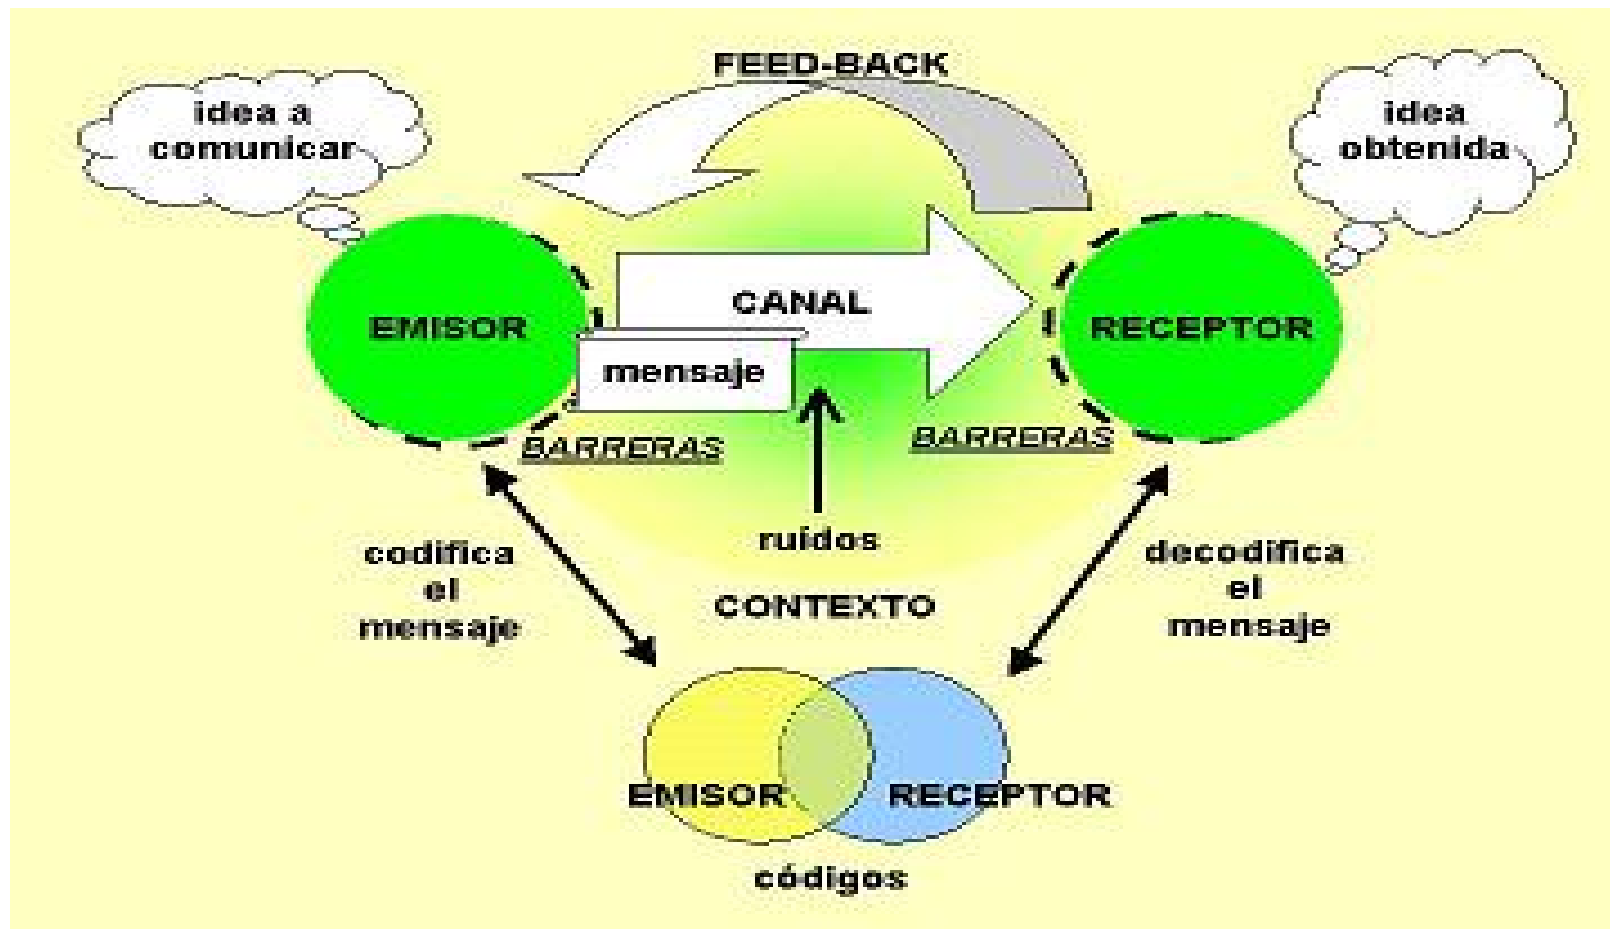 FEED-BACK
idea a
comunicar
idea
obtenida
EMISOR
CANAL
RECEPTOR
mensaje
BARRERAS
BARRERAS
ruidos
codifica
el
mensaje
decodifica
el
mensaje
CONTEXTO
EMISOR
RECEPTOR
códigos